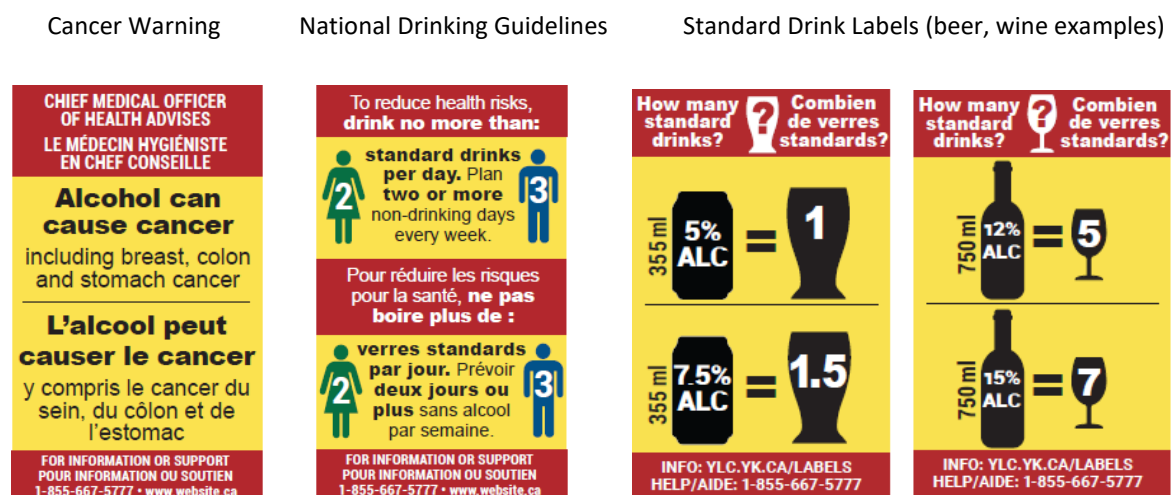 Cancer Warning
National Drinking Guidelines
Standard Drink Labels (beer, wine examples)
CHIEF MEDICAL OFFICER
OF HEALTH ADVISES
LE MÉDECIN HYGIÉNISTE
EN CHEF CONSEILLE
Alcohol can
cause cancer
including breast, colon
and stomach cancer
L'alcool peut
causer le cancer
y compris le cancer du
sein, du côlon et de
l'estomac
FOR INFORMATION OR SUPPORT
POUR INFORMATION OU SOUTIEN
1-855-667-5777 • www.website.ca
To reduce health risks,
drink no more than:
2
standard drinks
per day. Plan
two or more
non-drinking days
every week.
3
Pour réduire les risques
pour la santé, ne pas
boire plus de :
2
verres standards
par jour. Prévoir
deux jours ou
plus sans alcool
par semaine.
3
FOR INFORMATION OR SUPPORT
POUR INFORMATION OU SOUTIEN
1-855-667-5777 • www.website.ca
How many
standard
drinks?
?
Combien
de verres
standards?
355 ml
5%
ALC
=
1
355 ml
7.5%
ALC
=
1.5
INFO: YLC.YK.CA/LABELS
HELP/AIDE: 1-855-667-5777
How many
standard
drinks?
?
Combien
de verres
standards?
750 ml
12%
ALC
=
5
750 ml
15%
ALC
=
7
INFO: YLC.YK.CA/LABELS
HELP/AIDE: 1-855-667-5777